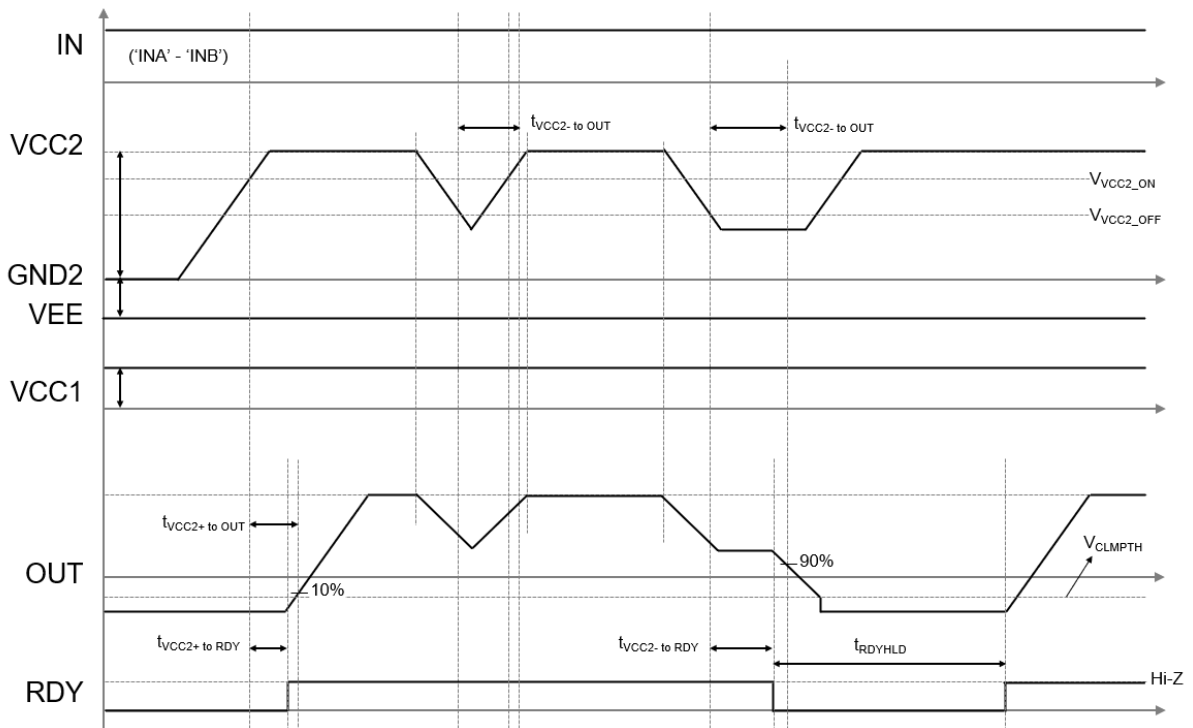 IN
('INA' - 'INB')
VCC2
tVCC2- to OUT
tVCC2- to OUT
VVCC2_ON
VVCC2_OFF
GND2
VEE
VCC1
tVCC2+ to OUT
VCLMPTH
OUT
10%
90%
tVCC2+ to RDY
tVCC2- to RDY
tRDYHLD
RDY
Hi-Z